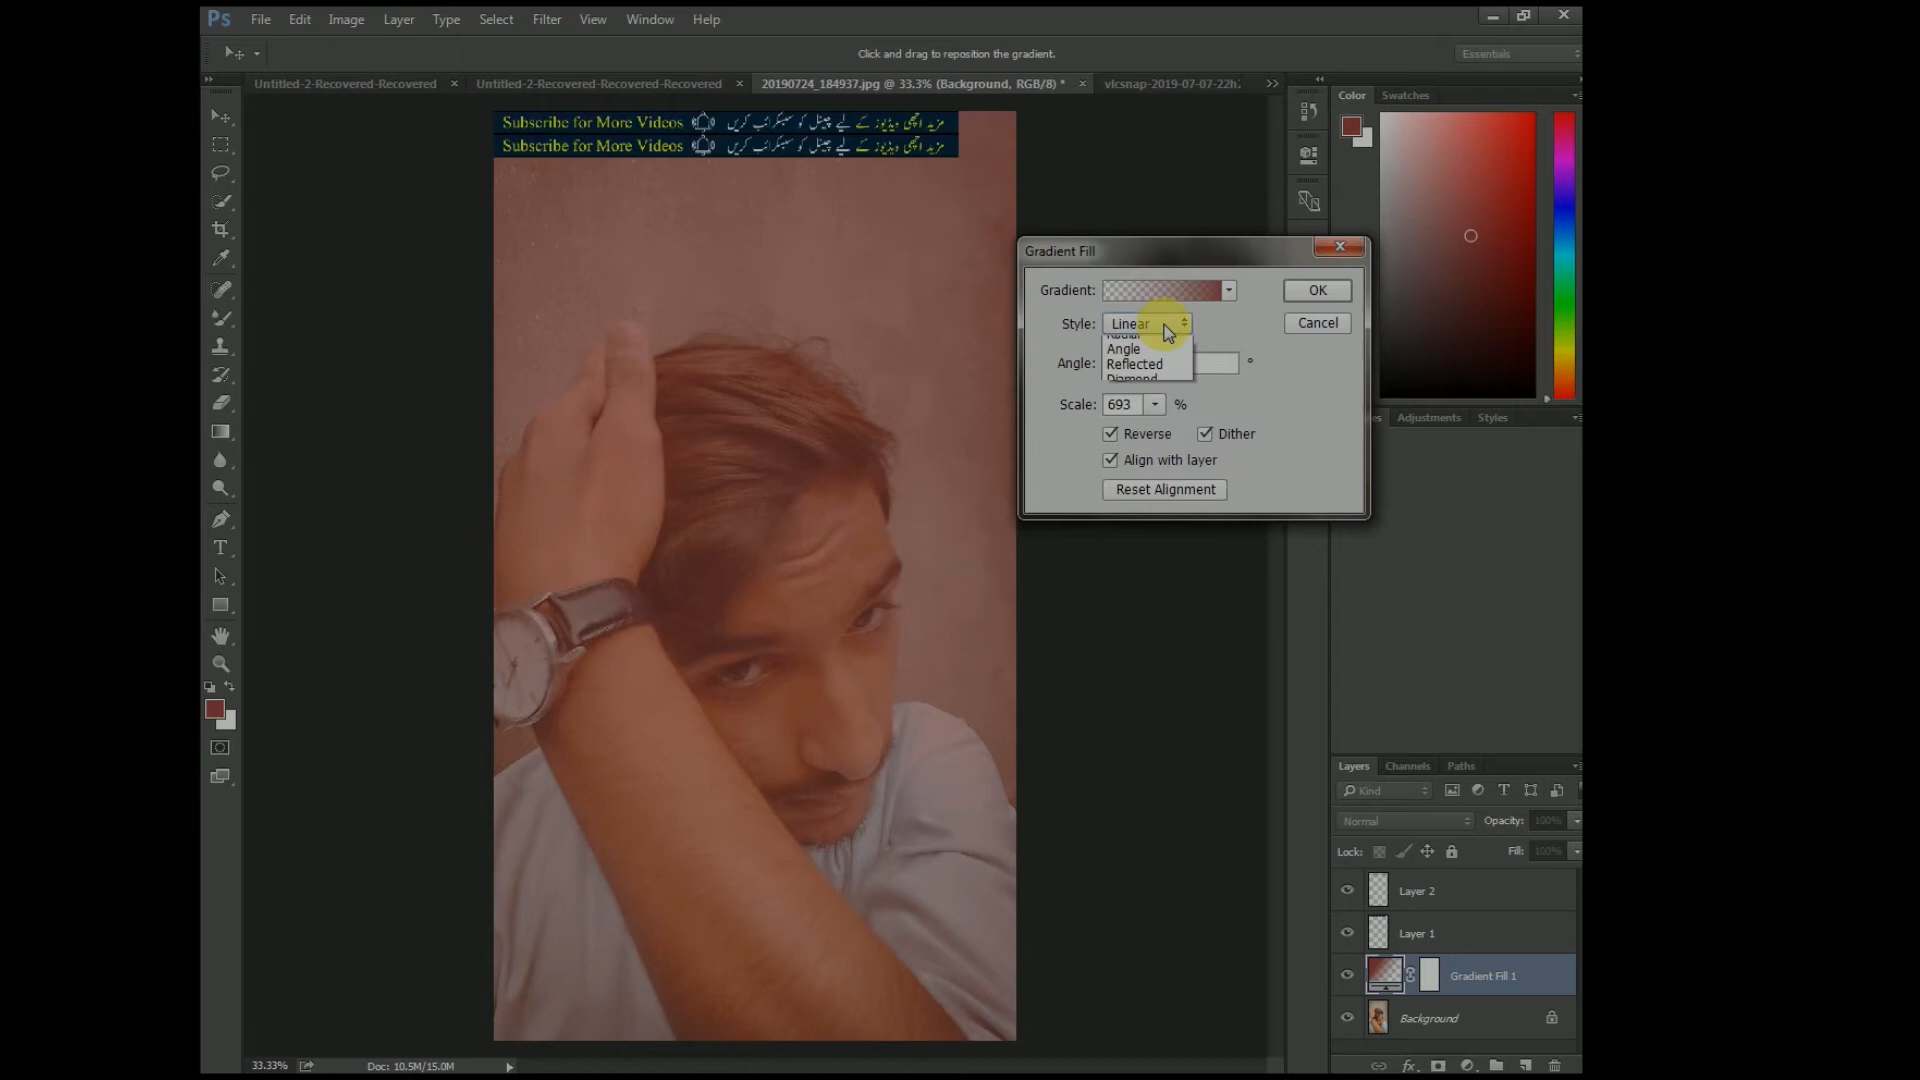 Ps File Edit Image Layer Type Select Filter View Window Help
Click and drag to reposition the gradient.
Essentials
Untitled-2-Recovered-Recovered
Untitled-2-Recovered-Recovered-Recovered
20190724_184937.jpg @ 33.3% (Background, RGB/8) *
vlcsnap-2019-07-07-22h
Color Swatches
Subscribe for More Videos مزید اچھی ویڈیوز کے لیے چینل کو سبسکرائب کریں
Subscribe for More Videos مزید اچھی ویڈیوز کے لیے چینل کو سبسکرائب کریں
Gradient Fill
Gradient: OK
Style: Linear Cancel
Radial
Angle
Angle: Reflected °
Diamond
Scale: 693 %
Reverse Dither
Align with layer
Reset Alignment
Adjustments Styles
Layers Channels Paths
Kind
Normal Opacity: 100%
Lock: Fill: 100%
Layer 2
Layer 1
Gradient Fill 1
Background
33.33% Doc: 10.5M/15.0M